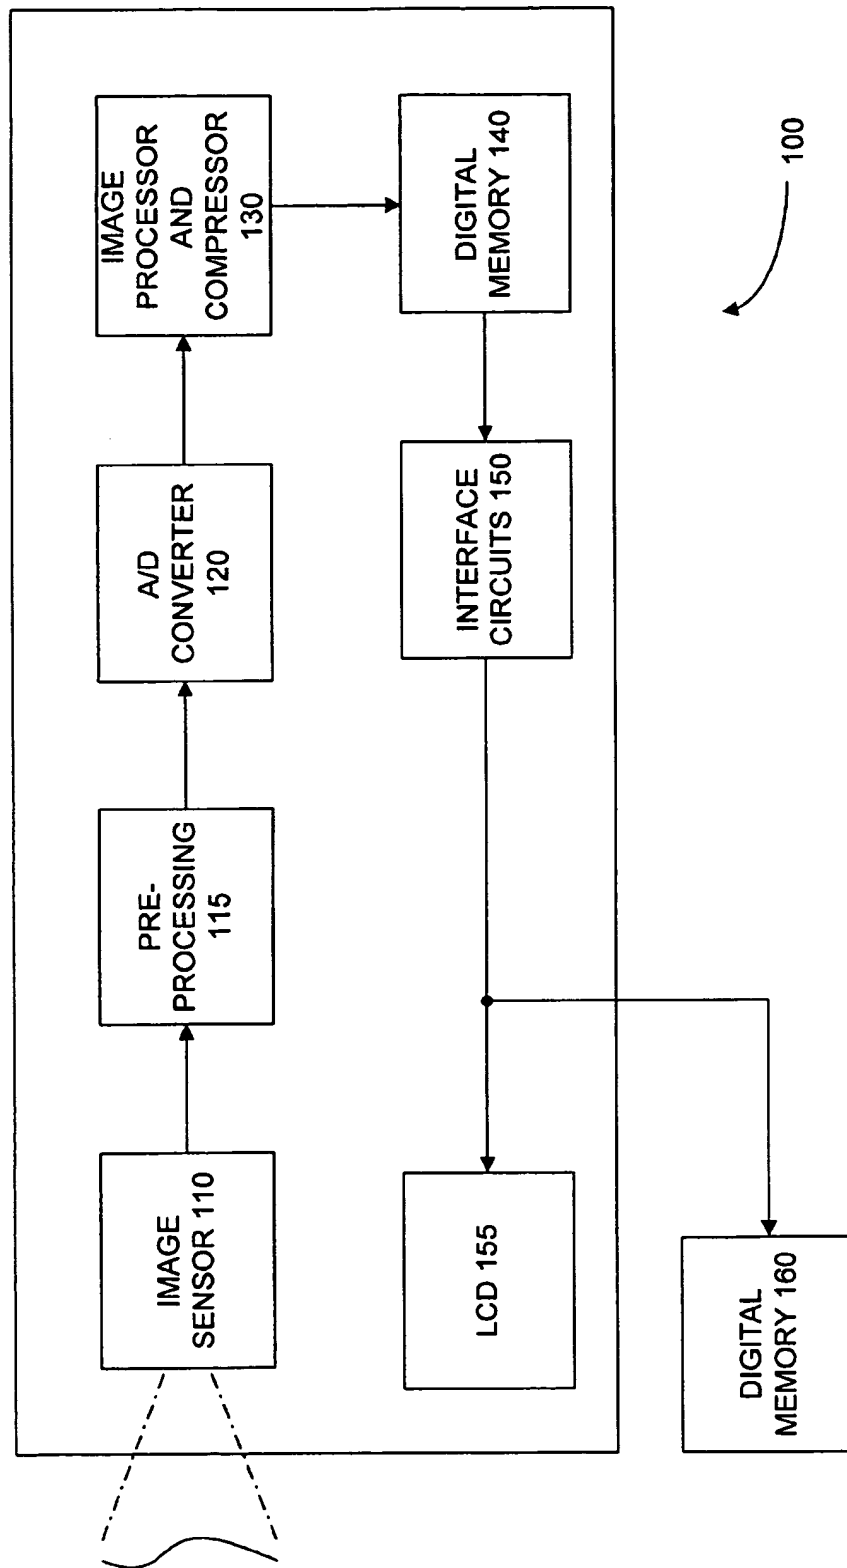 IMAGE
SENSOR 110
PRE-
PROCESSING
115
A/D
CONVERTER
120
IMAGE
PROCESSOR
AND
COMPRESSOR
130
LCD 155
INTERFACE
CIRCUITS 150
DIGITAL
MEMORY 140
DIGITAL
MEMORY 160
100